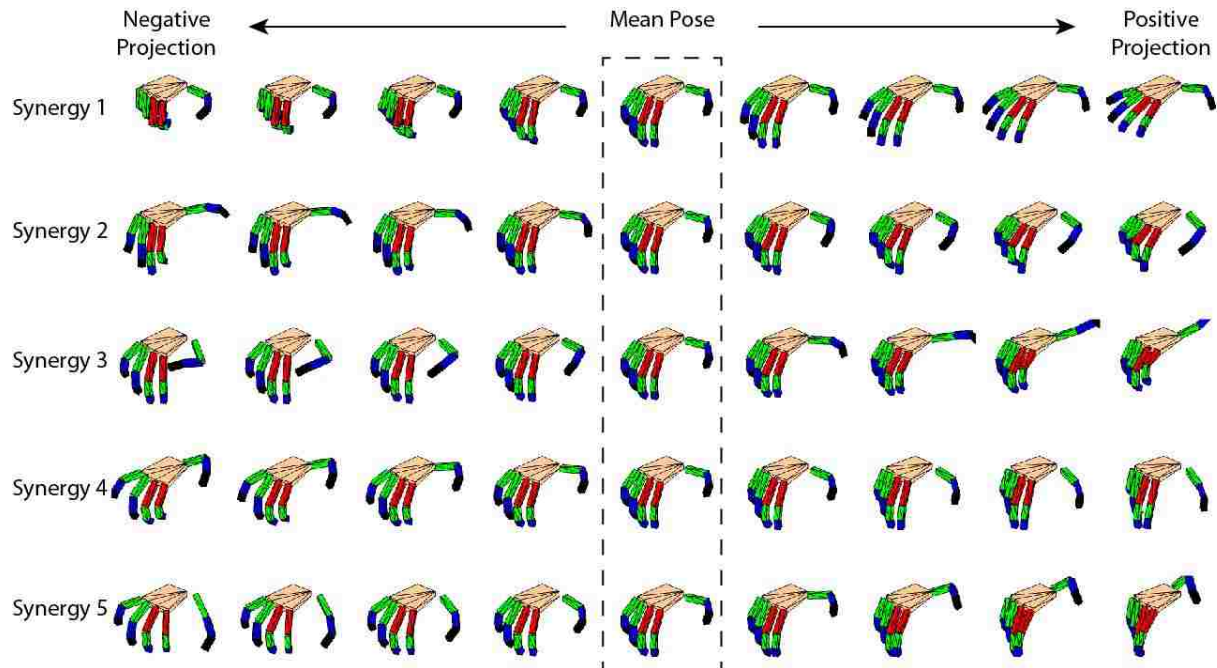 Negative
Projection
Mean Pose
Positive
Projection
Synergy 1
Synergy 2
Synergy 3
Synergy 4
Synergy 5